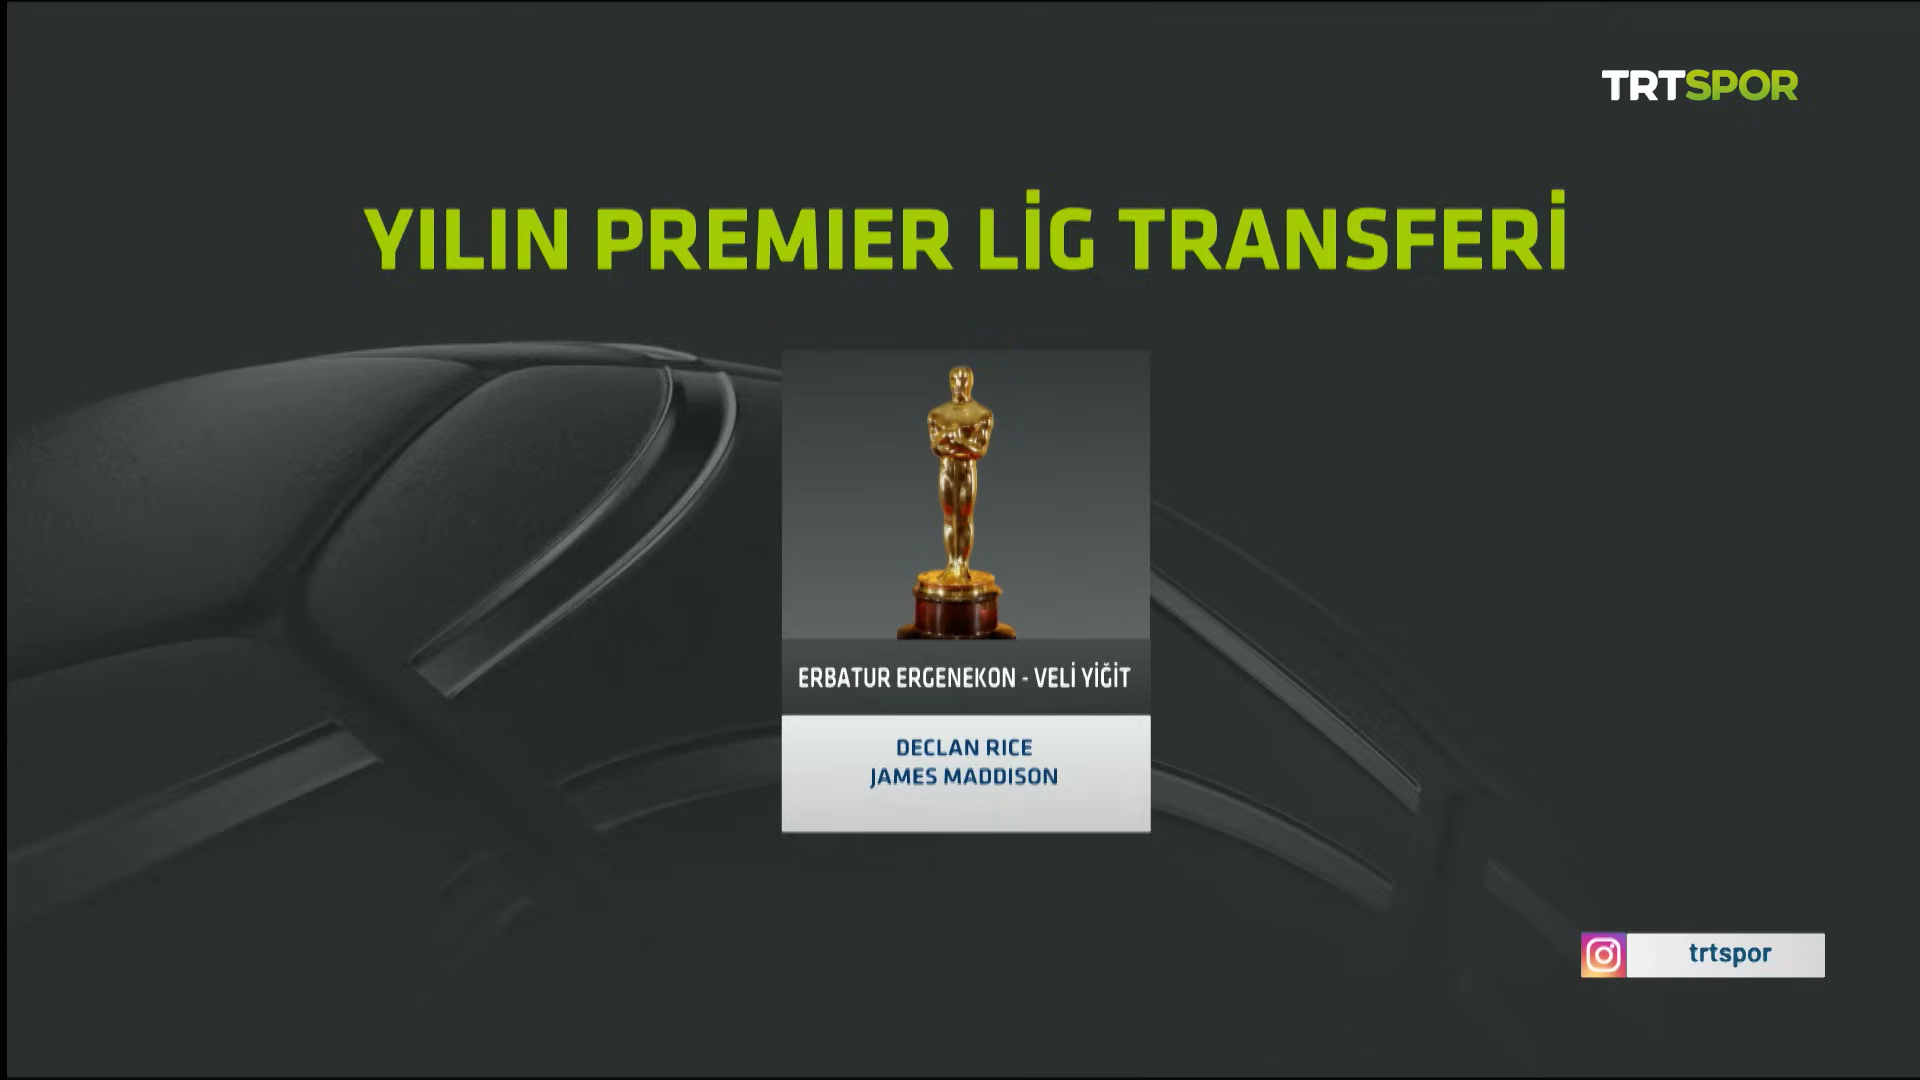 TRTSPOR
YILIN PREMIER LİG TRANSFERİ
ERBATUR ERGENEKON - VELİ YİĞİT
DECLAN RICE
JAMES MADDISON
trtspor